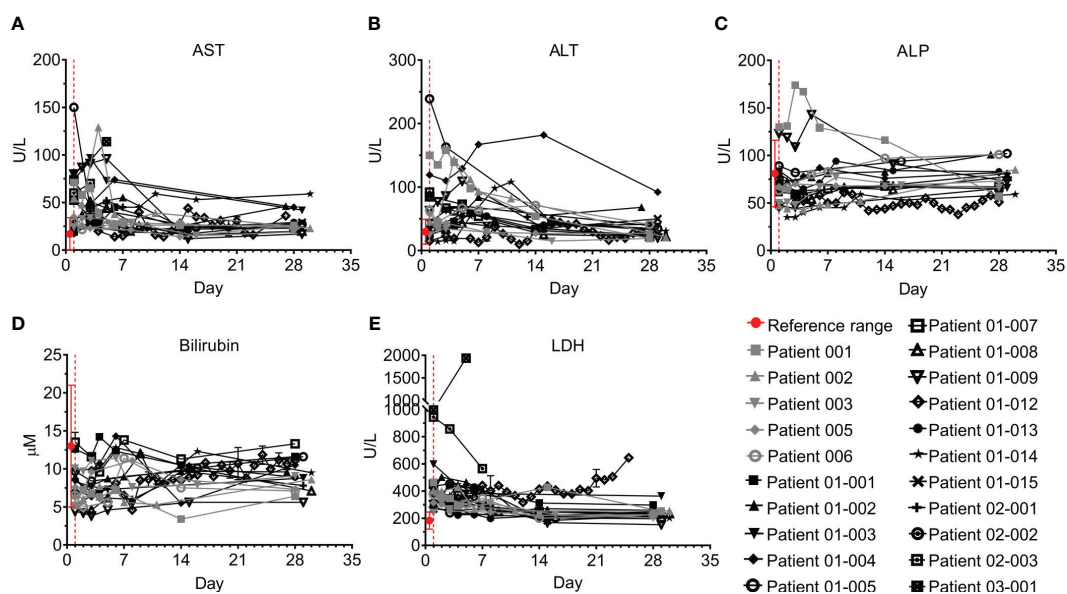 A
AST
200
150
100
50
0
U/L
0 7 14 21 28 35
Day
B
ALT
300
200
150
100
50
0
U/L
0 7 14 21 28 35
Day
C
ALP
200
150
100
50
0
U/L
0 7 14 21 28 35
Day
D
Bilirubin
25
20
15
10
5
0
µM
0 7 14 21 28 35
Day
E
LDH
2000
1500
1000
1000
800
600
400
200
0
U/L
0 7 14 21 28 35
Day
Reference range
Patient 001
Patient 002
Patient 003
Patient 005
Patient 006
Patient 01-001
Patient 01-002
Patient 01-003
Patient 01-004
Patient 01-005
Patient 01-007
Patient 01-008
Patient 01-009
Patient 01-012
Patient 01-013
Patient 01-014
Patient 01-015
Patient 02-001
Patient 02-002
Patient 02-003
Patient 03-001